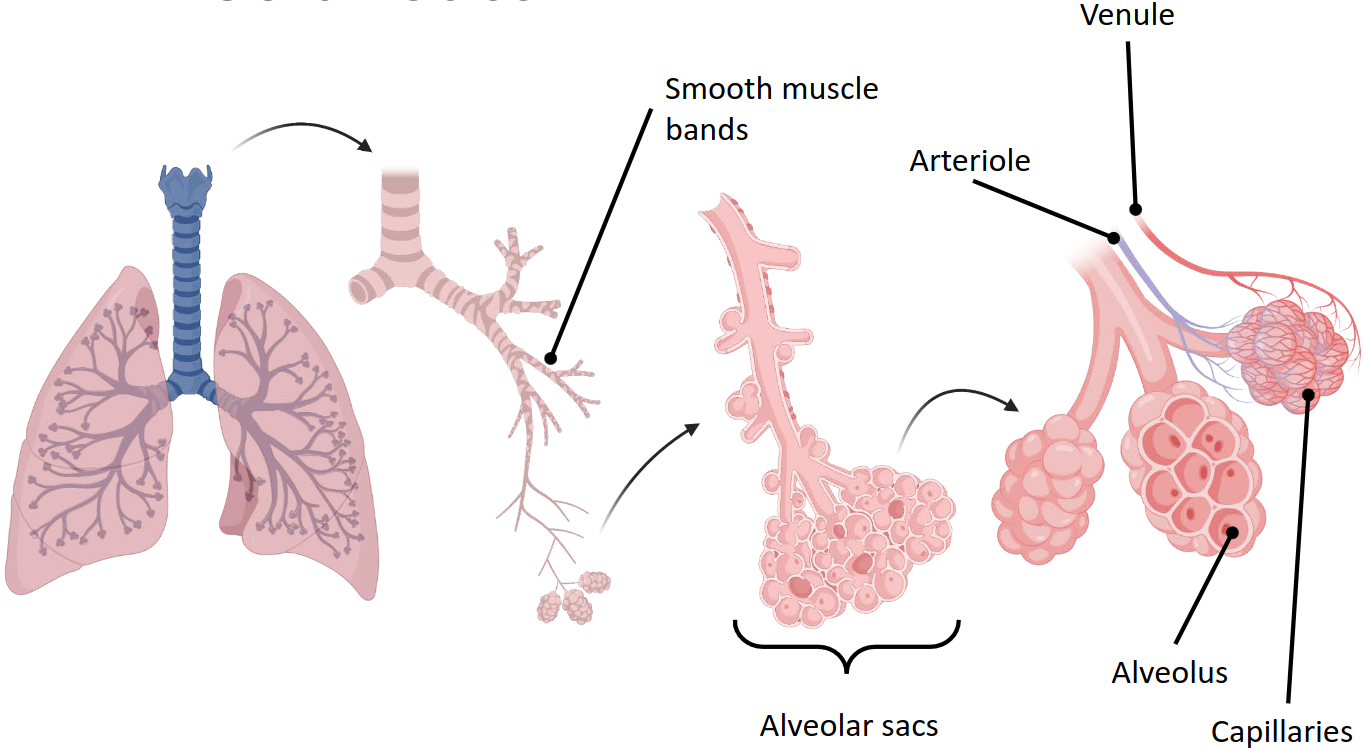 Venule
Smooth muscle
bands
Arteriole
Alveolus
Alveolar sacs
Capillaries